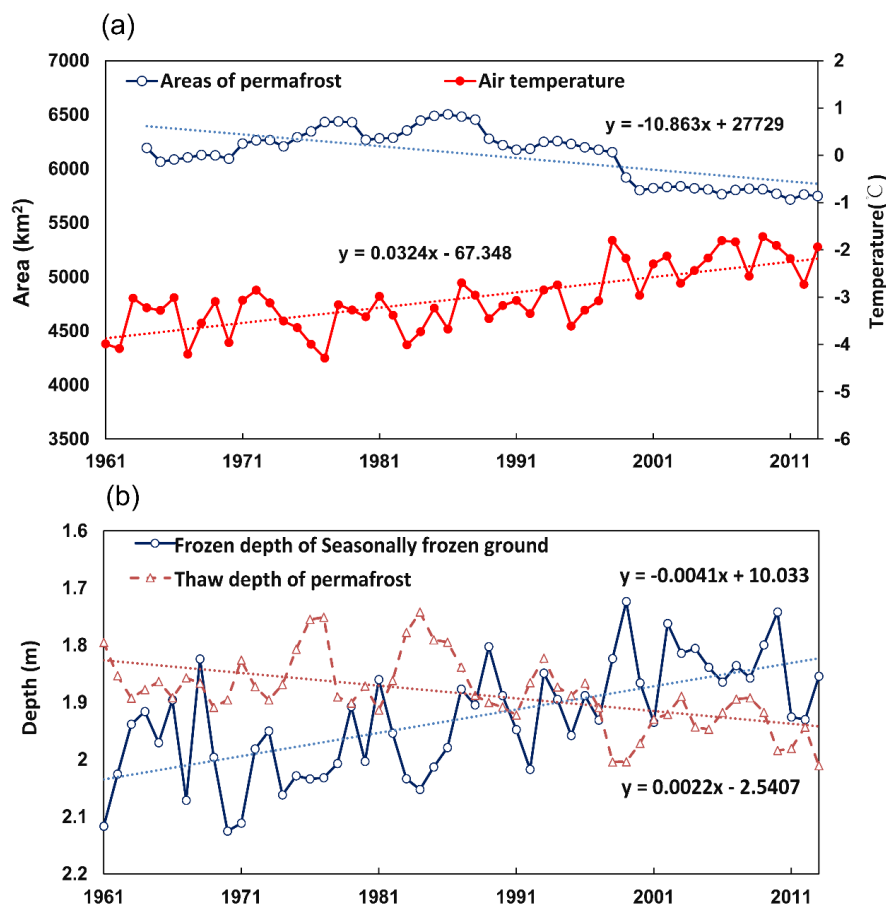 (a)
7000
6500
6000
5500
5000
4500
4000
3500
Area (km²)
Areas of permafrost
Air temperature
y = -10.863x + 27729
y = 0.0324x - 67.348
2
1
0
-1
-2
-3
-4
-5
-6
Temperature(℃)
1961 1971 1981 1991 2001 2011
(b)
1.6
1.7
1.8
1.9
2
2.1
2.2
Depth (m)
Frozen depth of Seasonally frozen ground
Thaw depth of permafrost
y = -0.0041x + 10.033
y = 0.0022x - 2.5407
1961 1971 1981 1991 2001 2011